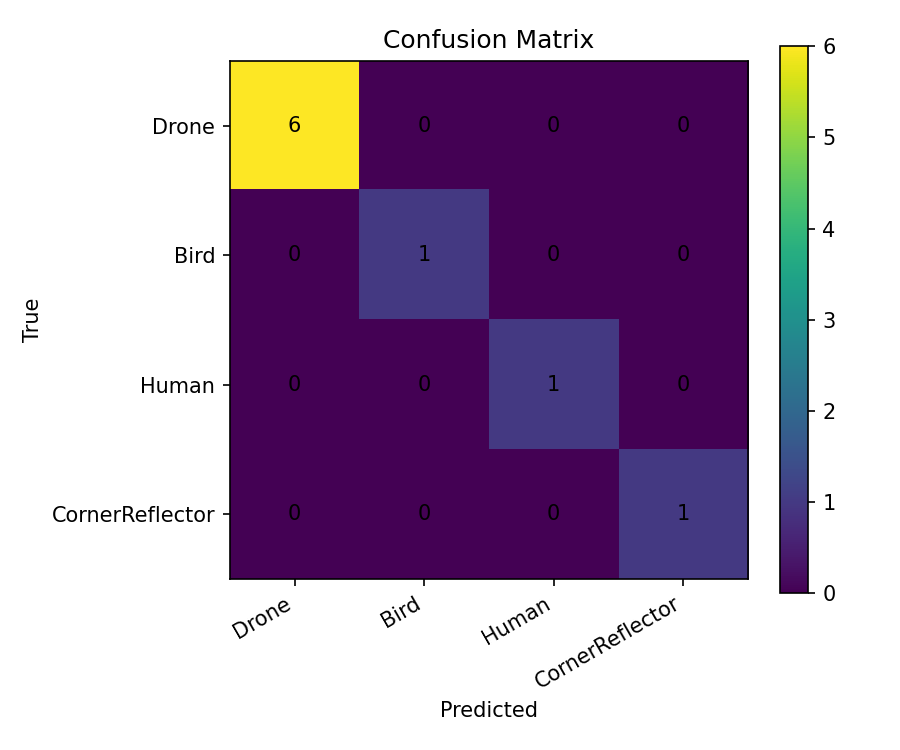 Confusion Matrix
True
Drone 6 0 0 0
Bird 0 1 0 0
Human 0 0 1 0
CornerReflector 0 0 0 1
Drone Bird Human CornerReflector
Predicted
6
5
4
3
2
1
0